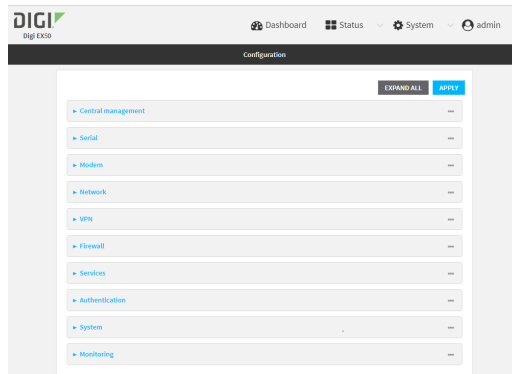 DIGI
Digi EX50
Dashboard
Status
System
admin
Configuration
EXPAND ALL
APPLY
Central management
Serial
Modem
Network
VPN
Firewall
Services
Authentication
System
Monitoring